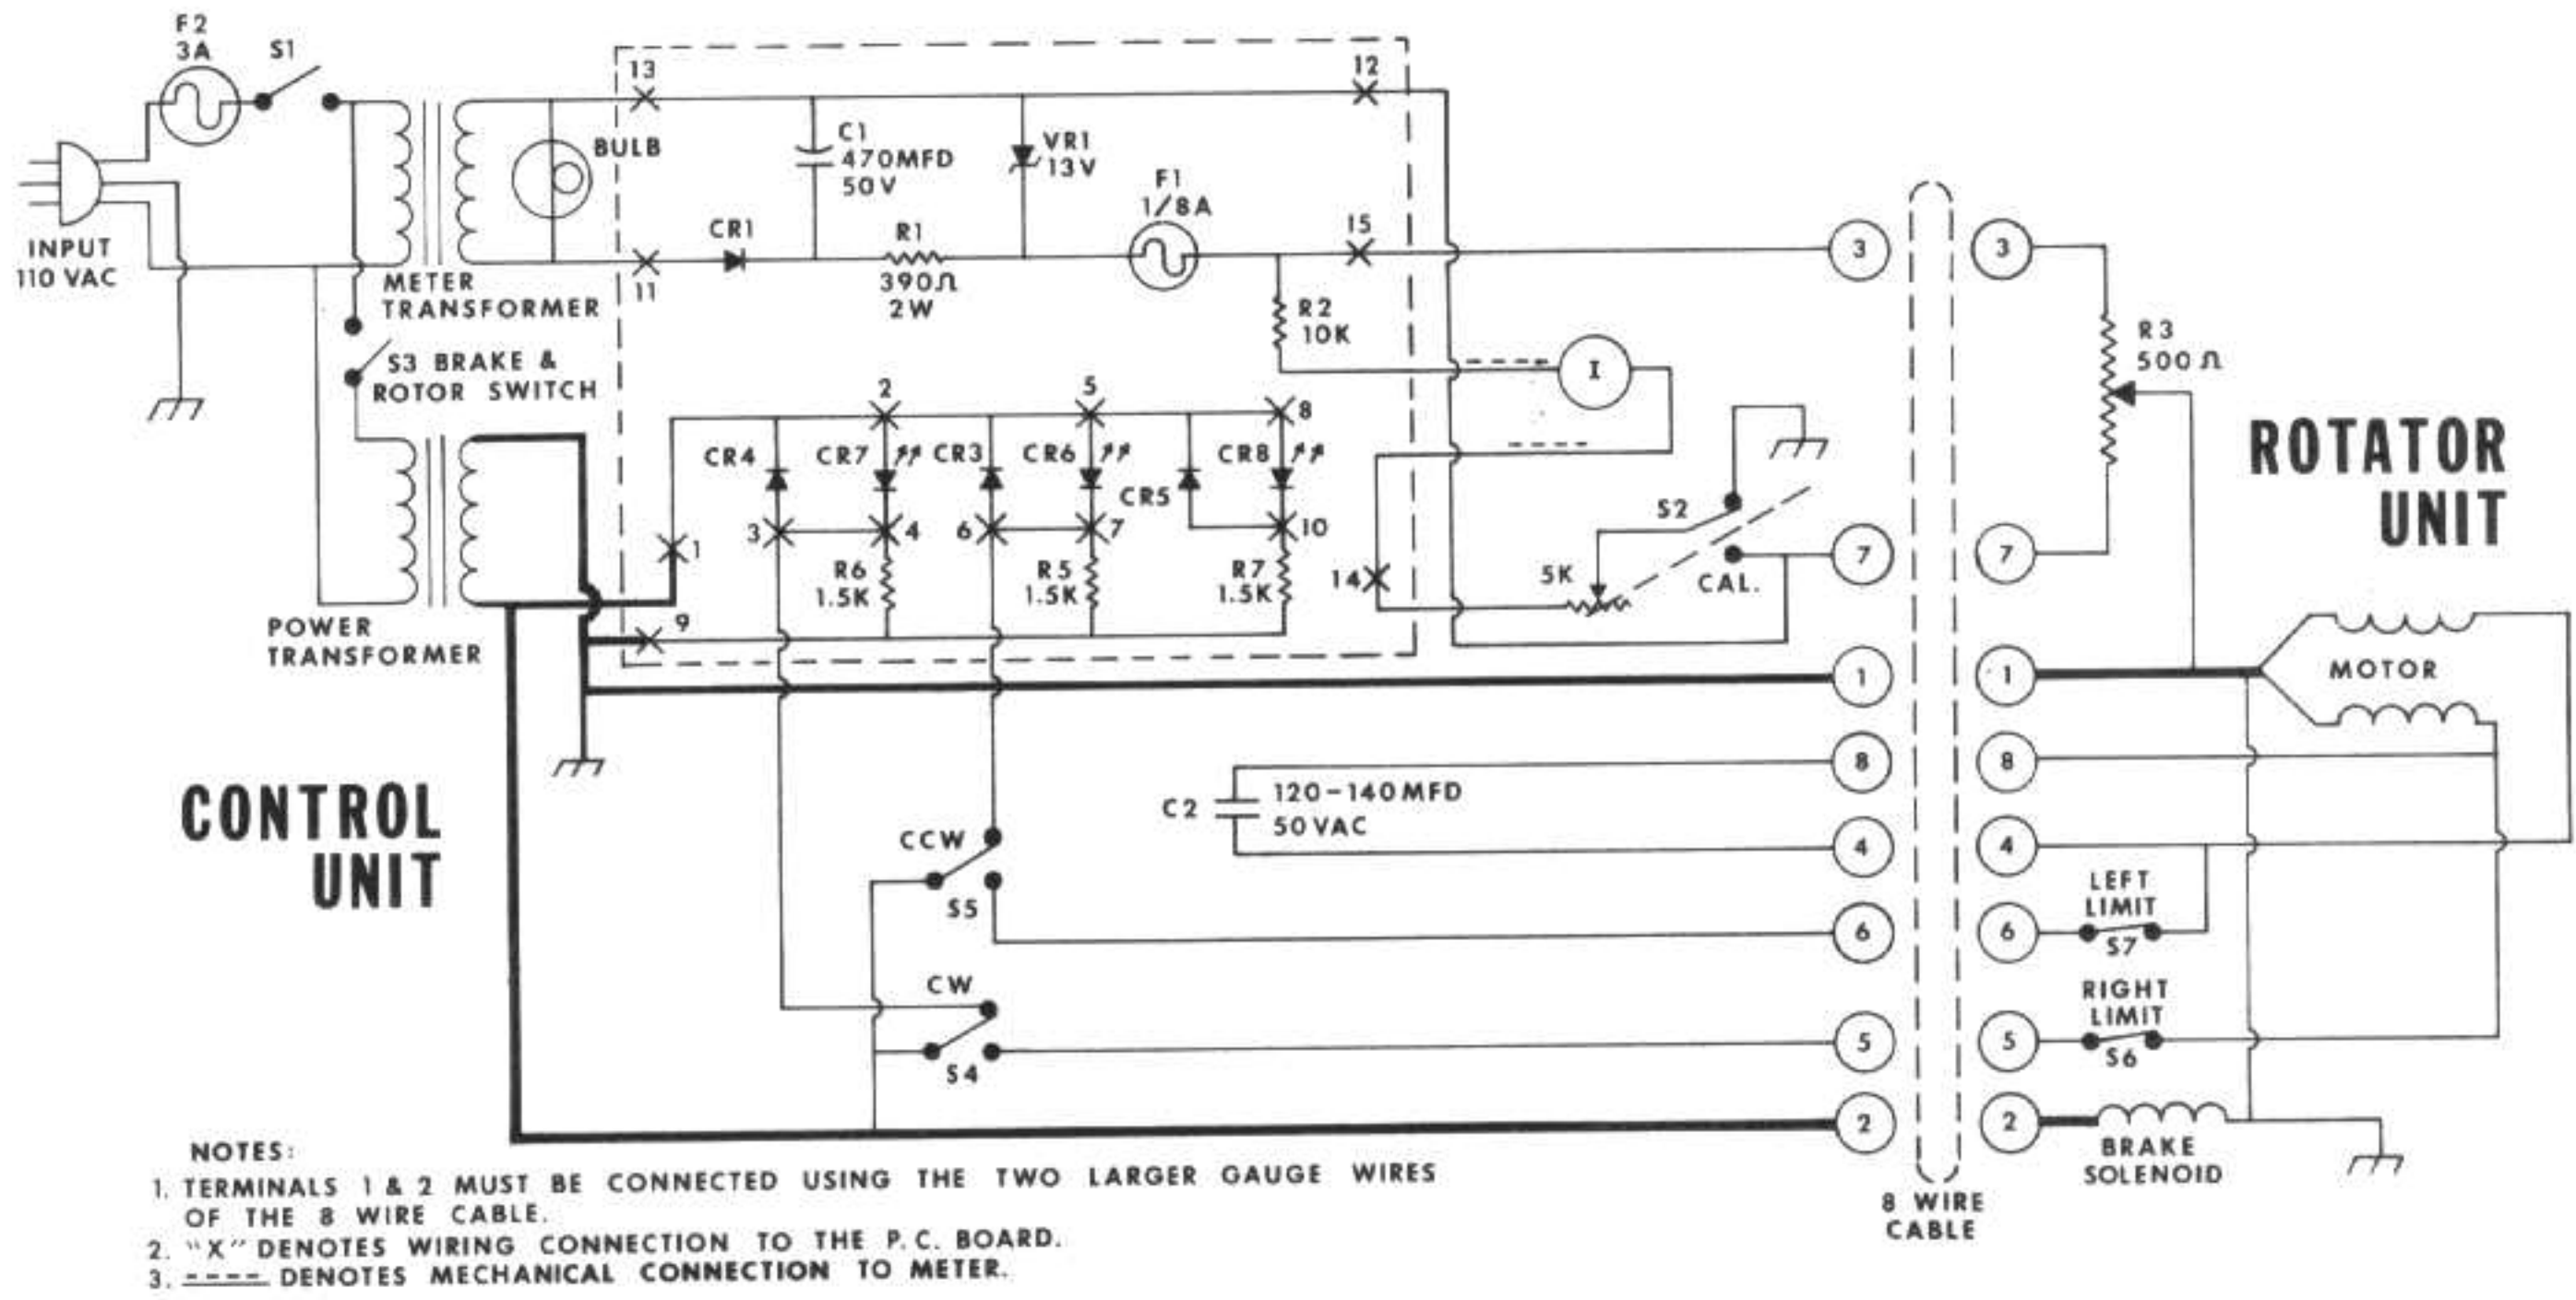 F2
3A
S1
INPUT
110 VAC
METER
TRANSFORMER
S3 BRAKE &
ROTOR SWITCH
POWER
TRANSFORMER
BULB
13
12
C1
470MFD
50V
VR1
13V
F1
1/8A
15
CR1
R1
390Ω
2W
11
R2
10K
I
2
5
8
CR4
CR7
CR3
CR6
CR5
CR8
3
4
6
7
10
1
R6
1.5K
R5
1.5K
R7
1.5K
14
9
S2
5K
CAL.
3
3
R3
500Ω
7
7
ROTATOR
UNIT
1
1
MOTOR
8
8
C2
120-140MFD
50VAC
4
4
CONTROL
UNIT
CCW
S5
LEFT
LIMIT
6
6
S7
CW
S4
RIGHT
LIMIT
5
5
S6
2
2
BRAKE
SOLENOID
8 WIRE
CABLE
NOTES:
1. TERMINALS 1 & 2 MUST BE CONNECTED USING THE TWO LARGER GAUGE WIRES
OF THE 8 WIRE CABLE.
2. "X" DENOTES WIRING CONNECTION TO THE P.C. BOARD.
3. ---- DENOTES MECHANICAL CONNECTION TO METER.